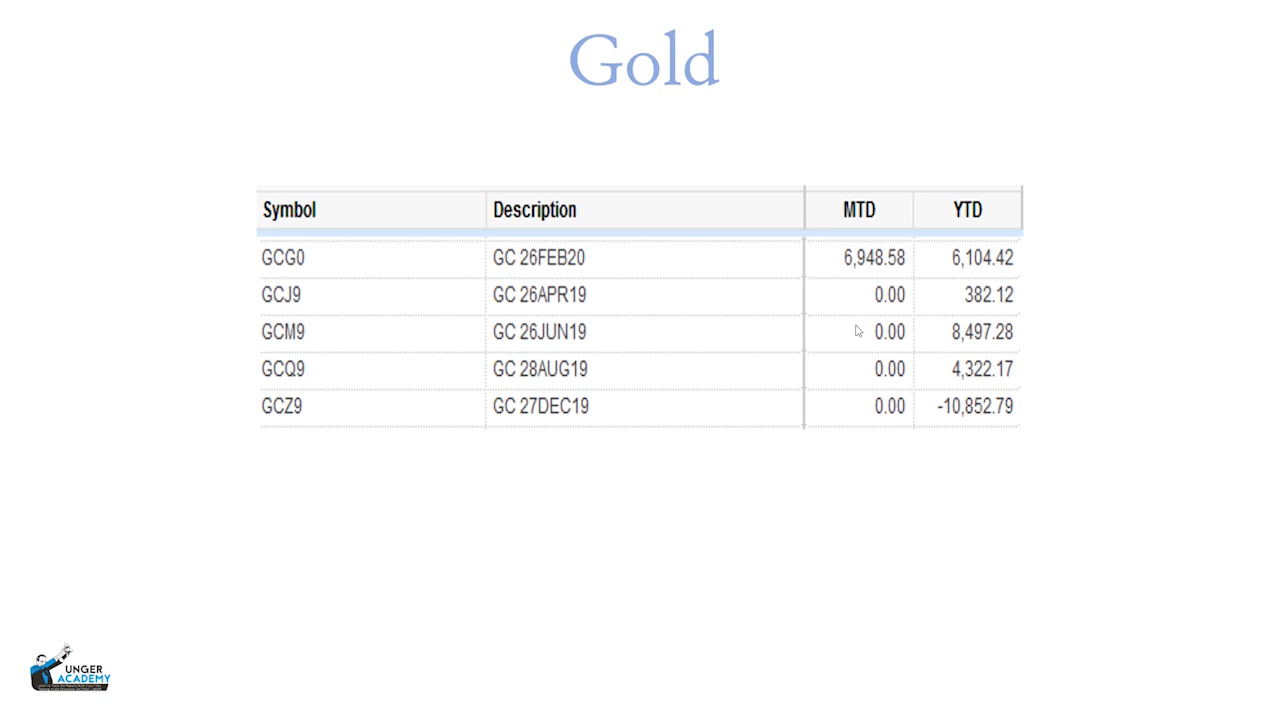 Gold
Symbol Description MTD YTD
GCG0 GC 26FEB20 6,948.58 6,104.42
GCJ9 GC 26APR19 0.00 382.12
GCM9 GC 26JUN19 0.00 8,497.28
GCQ9 GC 28AUG19 0.00 4,322.17
GCZ9 GC 27DEC19 0.00 -10,852.79
UNGER
ACADEMY